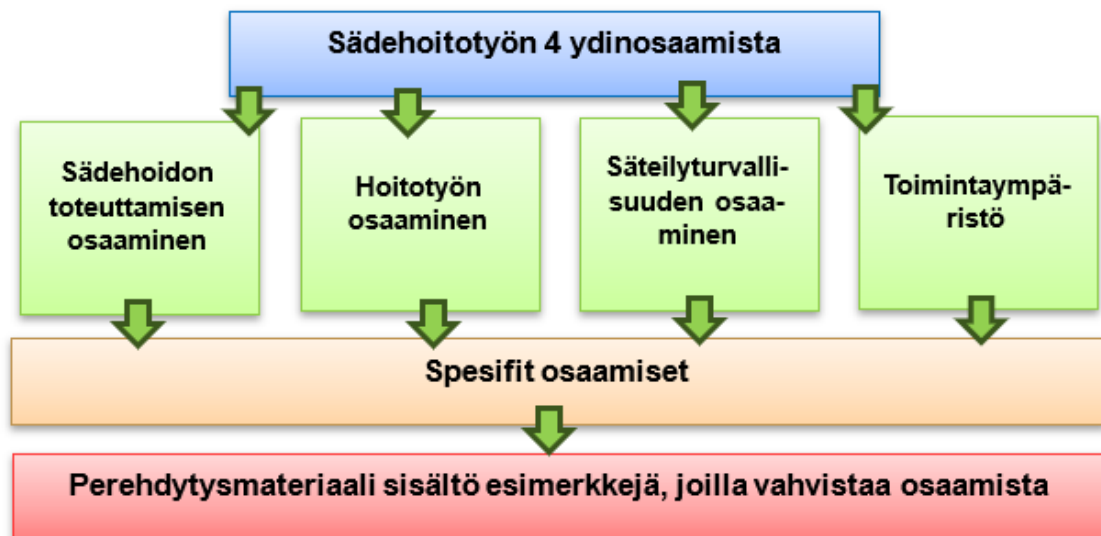 Sädehoitotyön 4 ydinosaamista
Sädehoidon
toteuttamisen
osaaminen
Hoitotyön
osaaminen
Säteilyturvalli-
suuden osaa-
minen
Toimintaympä-
ristö
Spesifit osaamiset
Perehdytysmateriaali sisältö esimerkkejä, joilla vahvistaa osaamista